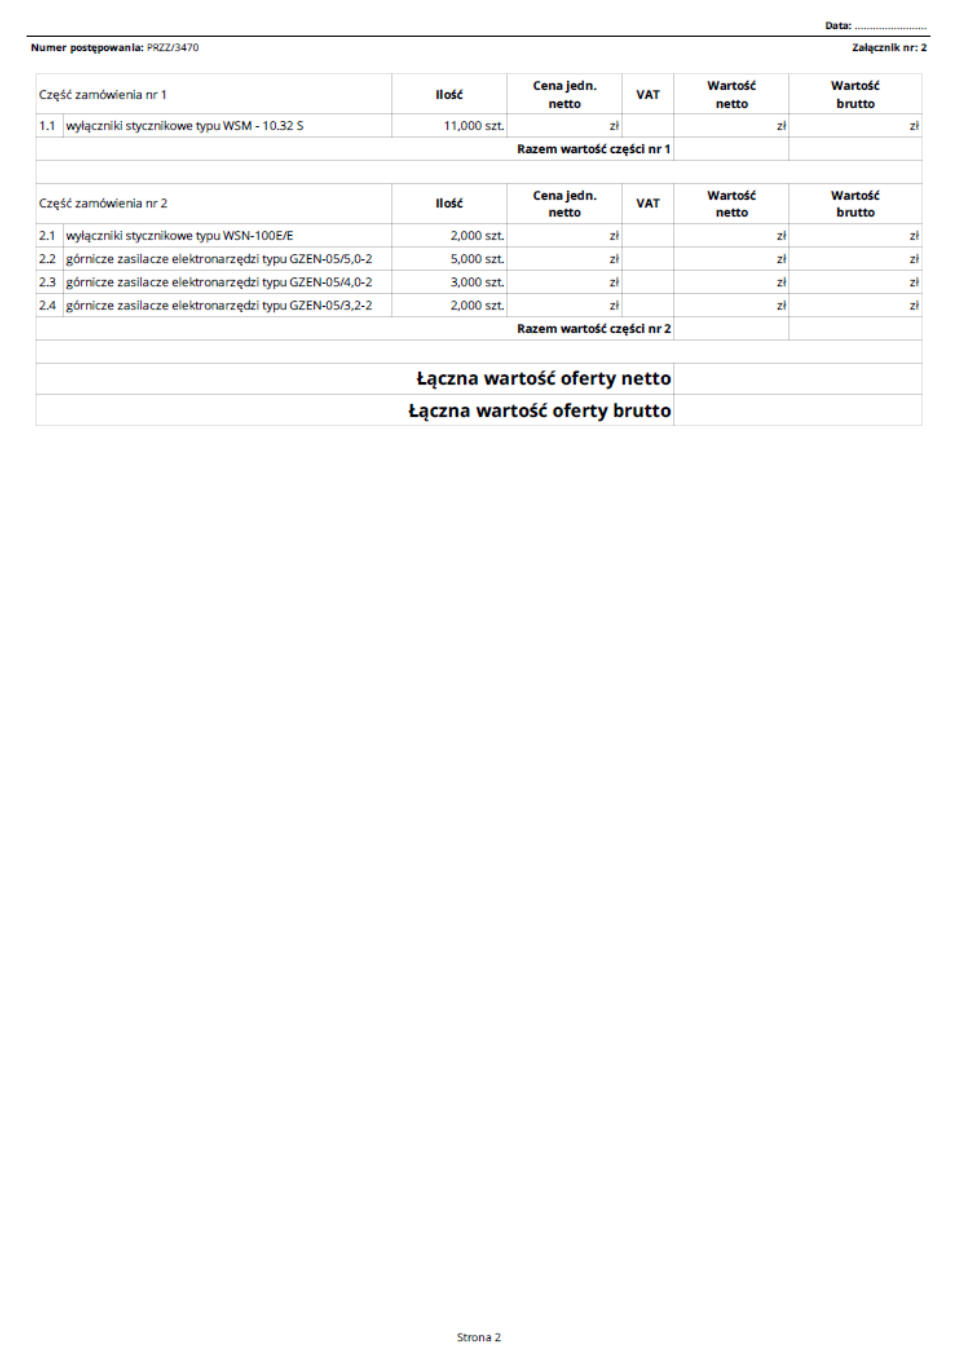 Data: ........................
Numer postępowania: PRZZ/3470 Załącznik nr: 2
Część zamówienia nr 1 Ilość Cena jedn. netto VAT Wartość netto Wartość brutto
1.1 wyłączniki stycznikowe typu WSM - 10.32 S 11,000 szt. zł zł zł
Razem wartość części nr 1
Część zamówienia nr 2 Ilość Cena jedn. netto VAT Wartość netto Wartość brutto
2.1 wyłączniki stycznikowe typu WSN-100E/E 2,000 szt. zł zł zł
2.2 górnicze zasilacze elektronarzędzi typu GZEN-05/5,0-2 5,000 szt. zł zł zł
2.3 górnicze zasilacze elektronarzędzi typu GZEN-05/4,0-2 3,000 szt. zł zł zł
2.4 górnicze zasilacze elektronarzędzi typu GZEN-05/3,2-2 2,000 szt. zł zł zł
Razem wartość części nr 2
Łączna wartość oferty netto
Łączna wartość oferty brutto
Strona 2